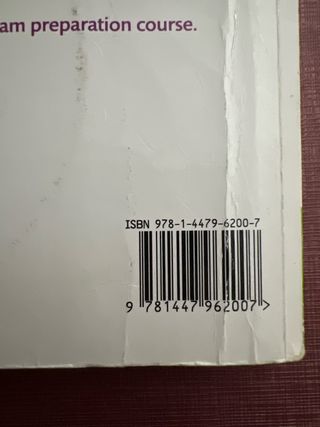 am preparation course.
ISBN 978-1-4479-6200-7
9 781447 962007 >